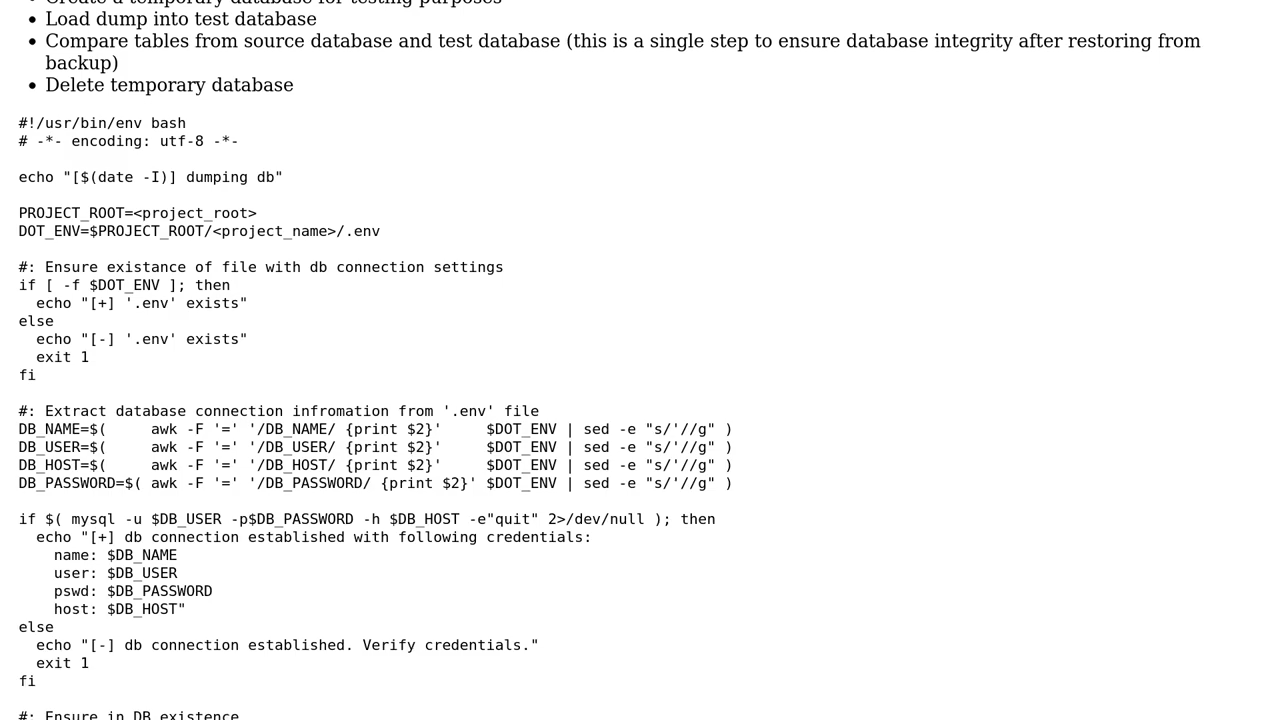 Create a temporary database for testing purposes
Load dump into test database
Compare tables from source database and test database (this is a single step to ensure database integrity after restoring from
backup)
Delete temporary database
#!/usr/bin/env bash
# -*- encoding: utf-8 -*-
echo "[$(date -I)] dumping db"
PROJECT_ROOT=<project_root>
DOT_ENV=$PROJECT_ROOT/<project_name>/.env
#: Ensure existance of file with db connection settings
if [ -f $DOT_ENV ]; then
  echo "[+] '.env' exists"
else
  echo "[-] '.env' exists"
  exit 1
fi
#: Extract database connection infromation from '.env' file
DB_NAME=$(     awk -F '=' '/DB_NAME/ {print $2}'     $DOT_ENV | sed -e "s/'//g" )
DB_USER=$(     awk -F '=' '/DB_USER/ {print $2}'     $DOT_ENV | sed -e "s/'//g" )
DB_HOST=$(     awk -F '=' '/DB_HOST/ {print $2}'     $DOT_ENV | sed -e "s/'//g" )
DB_PASSWORD=$( awk -F '=' '/DB_PASSWORD/ {print $2}' $DOT_ENV | sed -e "s/'//g" )
if $( mysql -u $DB_USER -p$DB_PASSWORD -h $DB_HOST -e"quit" 2>/dev/null ); then
  echo "[+] db connection established with following credentials:
    name: $DB_NAME
    user: $DB_USER
    pswd: $DB_PASSWORD
    host: $DB_HOST"
else
  echo "[-] db connection established. Verify credentials."
  exit 1
fi
#: Ensure in DB existence